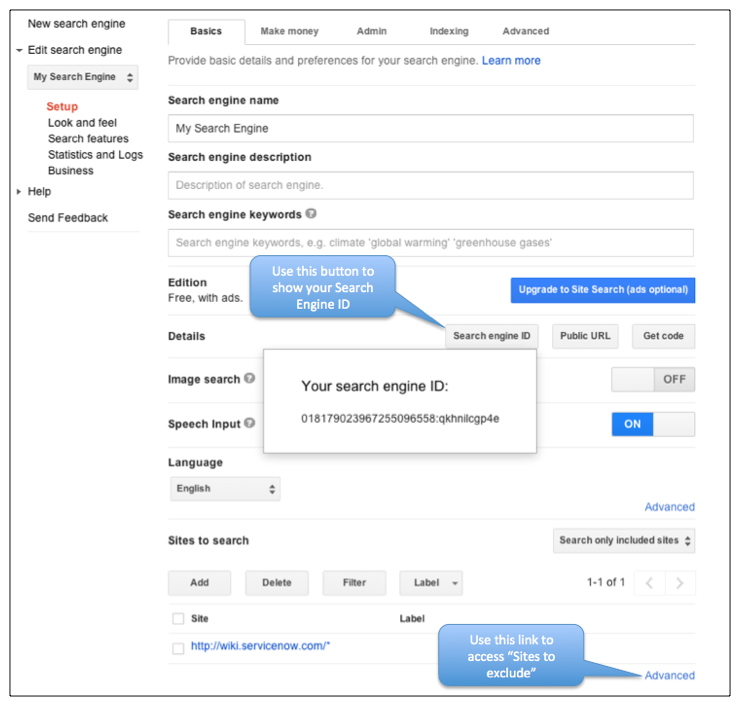 New search engine
Edit search engine
My Search Engine
Setup
Look and feel
Search features
Statistics and Logs
Business
Help
Send Feedback
Basics
Make money
Admin
Indexing
Advanced
Provide basic details and preferences for your search engine. Learn more
Search engine name
My Search Engine
Search engine description
Description of search engine.
Search engine keywords ?
Search engine keywords, e.g. climate 'global warming' 'greenhouse gases'
Edition
Free, with ads.
Use this button to
show your Search
Engine ID
Upgrade to Site Search (ads optional)
Details
Search engine ID
Public URL
Get code
Your search engine ID:
018179023967255096558:qkhnilcgp4e
Image search ?
OFF
Speech Input ?
ON
Language
English
Advanced
Sites to search
Search only included sites
Add
Delete
Filter
Label
1-1 of 1
Site
Label
http://wiki.servicenow.com/*
Use this link to
access “Sites to
exclude”
Advanced